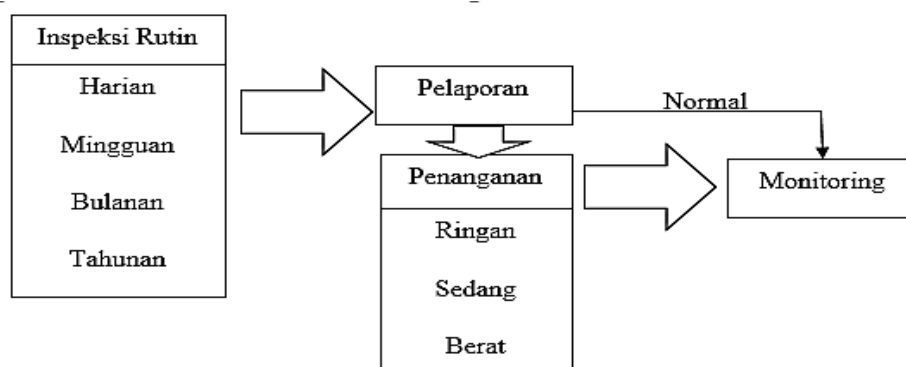 Inspeksi Rutin
Harian
Mingguan
Bulanan
Tahunan
Pelaporan
Normal
Penanganan
Ringan
Sedang
Berat
Monitoring